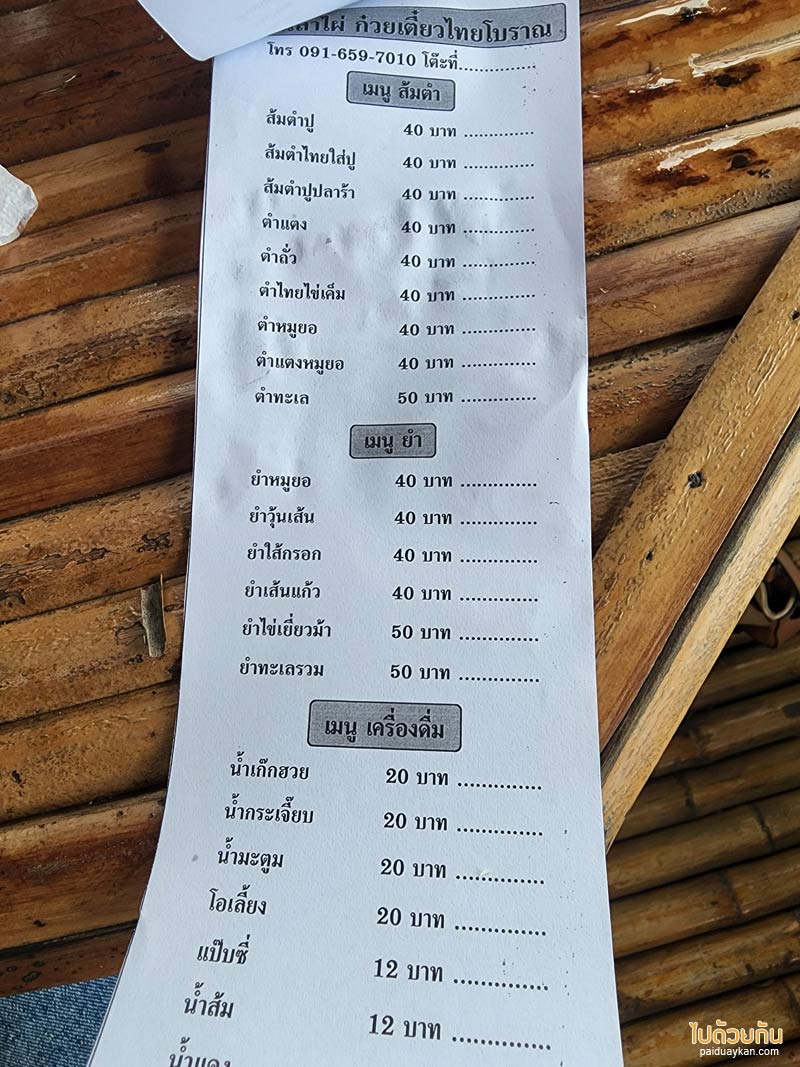 ก๋วยเตี๋ยวไทยโบราณ
โทร 091-659-7010 โต๊ะที่...............
เมนู ส้มตำ
ส้มตำปู 40 บาท ..............
ส้มตำไทยใส่ปู 40 บาท ..............
ส้มตำปูปลาร้า 40 บาท ..............
ตำแตง 40 บาท ..............
ตำถั่ว 40 บาท ..............
ตำไทยไข่เค็ม 40 บาท ..............
ตำหมูยอ 40 บาท ..............
ตำแตงหมูยอ 40 บาท ..............
ตำทะเล 50 บาท ..............
เมนู ยำ
ยำหมูยอ 40 บาท ..............
ยำวุ้นเส้น 40 บาท ..............
ยำไส้กรอก 40 บาท ..............
ยำเส้นแก้ว 40 บาท ..............
ยำไข่เยี่ยวม้า 50 บาท ..............
ยำทะเลรวม 50 บาท ..............
เมนู เครื่องดื่ม
น้ำเก๊กฮวย 20 บาท ..............
น้ำกระเจี๊ยบ 20 บาท ..............
น้ำมะตูม 20 บาท ..............
โอเลี้ยง 20 บาท ..............
แป๊บซี่ 12 บาท ..............
น้ำส้ม 12 บาท ..............
น้ำแดง
ไปด้วยกัน
paiduaykan.com